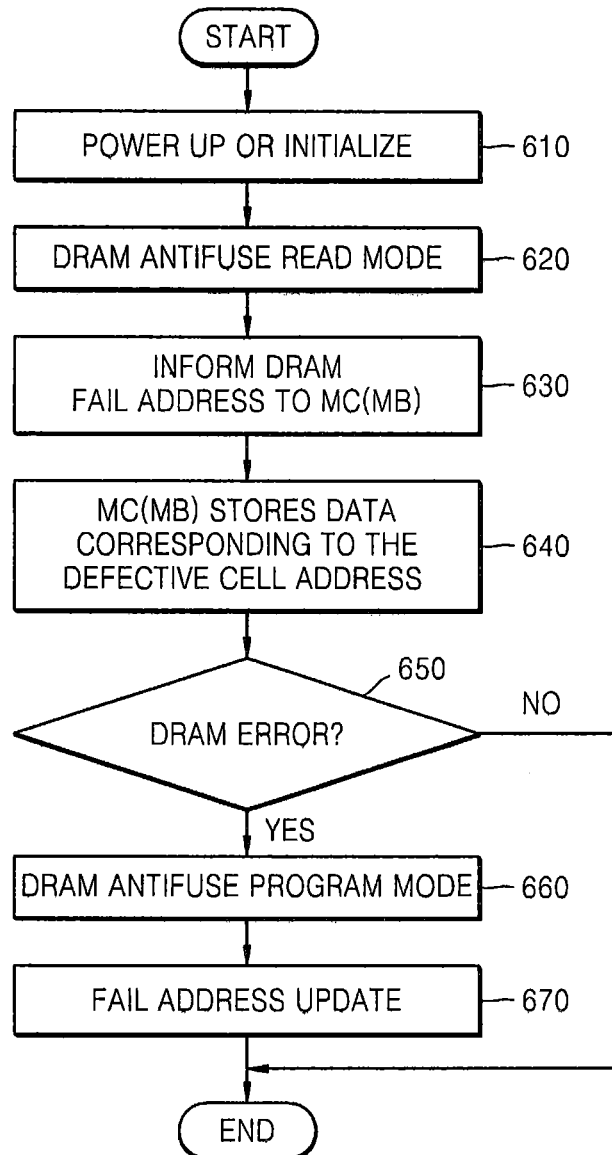 START
POWER UP OR INITIALIZE
610
DRAM ANTIFUSE READ MODE
620
INFORM DRAM
FAIL ADDRESS TO MC(MB)
630
MC(MB) STORES DATA
CORRESPONDING TO THE
DEFECTIVE CELL ADDRESS
640
650
DRAM ERROR?
NO
YES
DRAM ANTIFUSE PROGRAM MODE
660
FAIL ADDRESS UPDATE
670
END